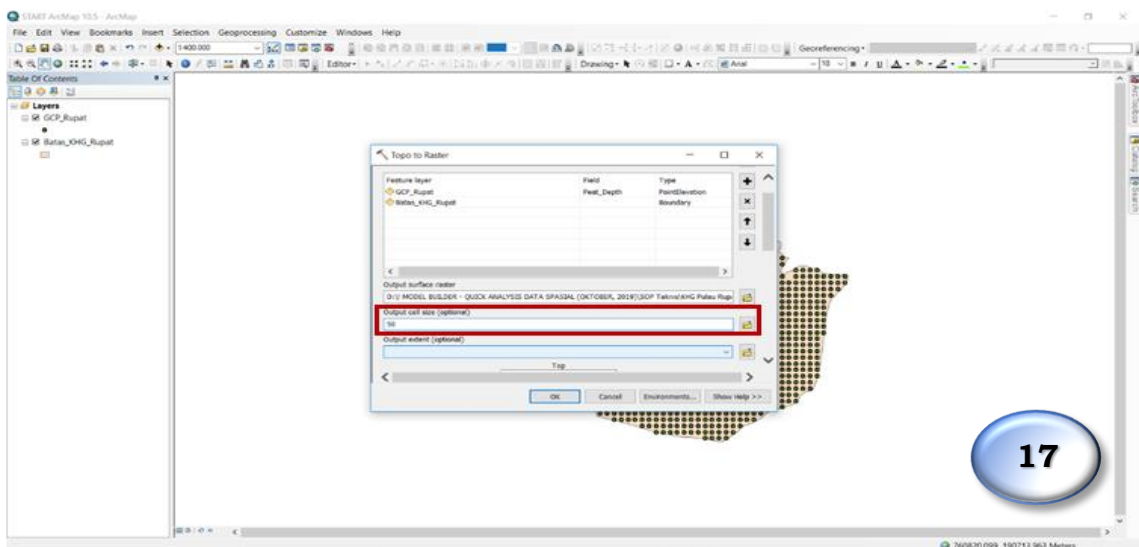 START ArcMap 10.5 - ArcMap
File Edit View Bookmarks Insert Selection Geoprocessing Customize Windows Help
1:400.000
Georeferencing
Editor
Drawing
Arial
10
B I U A
Table Of Contents
Layers
GCP_Rupat
Batas_KHG_Rupat
Topo to Raster
Feature layer Field Type
GCP_Rupat Peat_Depth PointElevation
Batas_KHG_Rupat Boundary
Output surface raster
MODEL BUILDER - QUICK ANALYSIS DATA SPASIAL (OKTOBER, 2019)\SOP Teknis\KHG Pulau Rup
Output cell size (optional)
50
Output extent (optional)
Top
OK Cancel Environments... Show Help >>
ArcToolbox
Catalog
Search
17
760820,099 190713,963 Meters